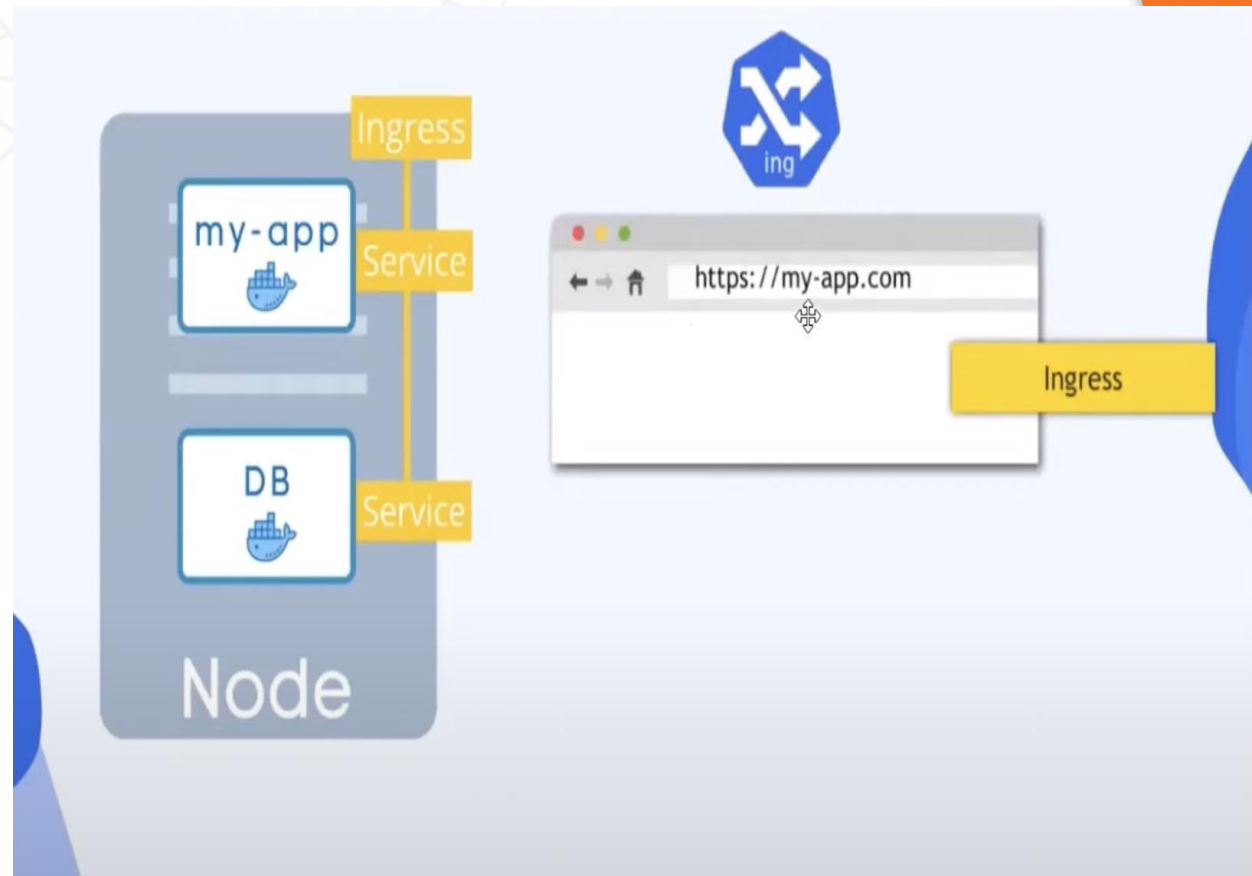 Ingress
my-app
Service
DB
Service
Node
ing
https://my-app.com
Ingress